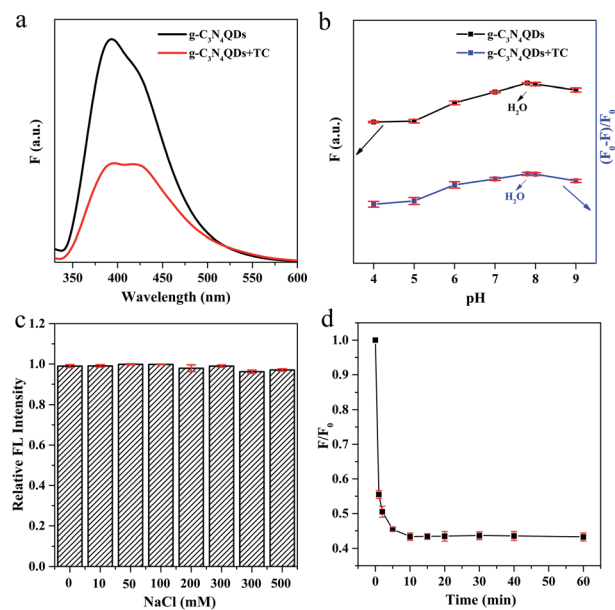 a
g-C₃N₄QDs
g-C₃N₄QDs+TC
F (a.u.)
350 400 450 500 550 600
Wavelength (nm)
b
g-C₃N₄QDs
g-C₃N₄QDs+TC
H₂O
H₂O
F (a.u.)
(F₀-F)/F₀
4 5 6 7 8 9
pH
c
1.2
1.0
0.8
0.6
0.4
0.2
0.0
Relative FL Intensity
0 10 50 100 200 300 300 500
NaCl (mM)
d
1.0
0.9
0.8
0.7
0.6
0.5
0.4
F/F₀
0 10 20 30 40 50 60
Time (min)